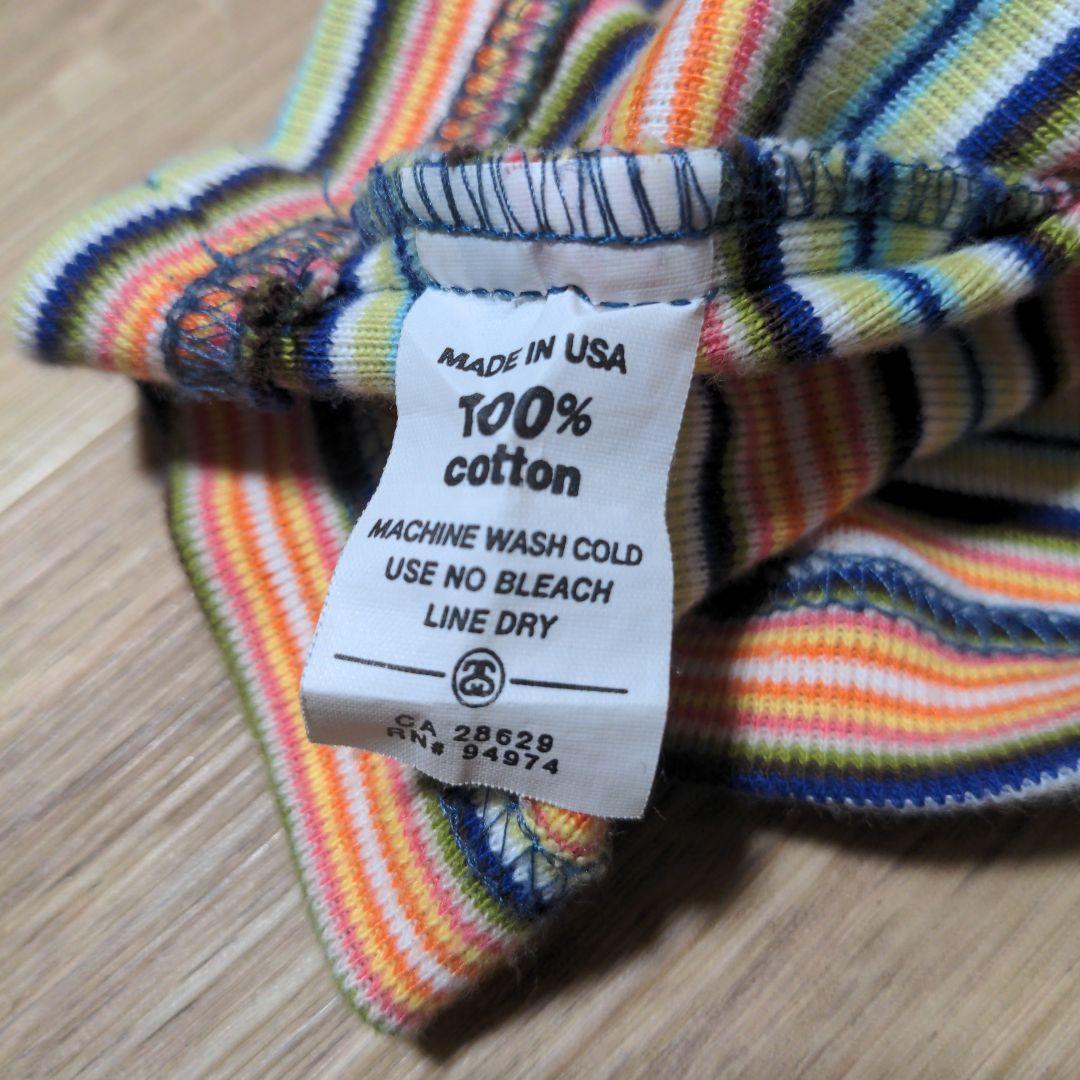 MADE IN USA
100%
cotton
MACHINE WASH COLD
USE NO BLEACH
LINE DRY
CA 28629
RN# 94974